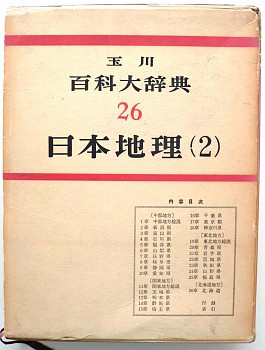 玉川
百科大辞典
26
日本地理(2)
内容目次
〔中部地方〕
1章 中部地方総説
2章 新潟県
3章 富山県
4章 石川県
5章 福井県
6章 山梨県
7章 長野県
8章 岐阜県
9章 静岡県
10章 愛知県
〔関東地方〕
11章 関東地方総説
12章 茨城県
13章 栃木県
14章 群馬県
15章 埼玉県
16章 千葉県
17章 東京都
18章 神奈川県
〔東北地方〕
19章 東北地方総説
20章 青森県
21章 岩手県
22章 宮城県
23章 秋田県
24章 山形県
25章 福島県
〔北海道地方〕
26章 北海道
付録
索引